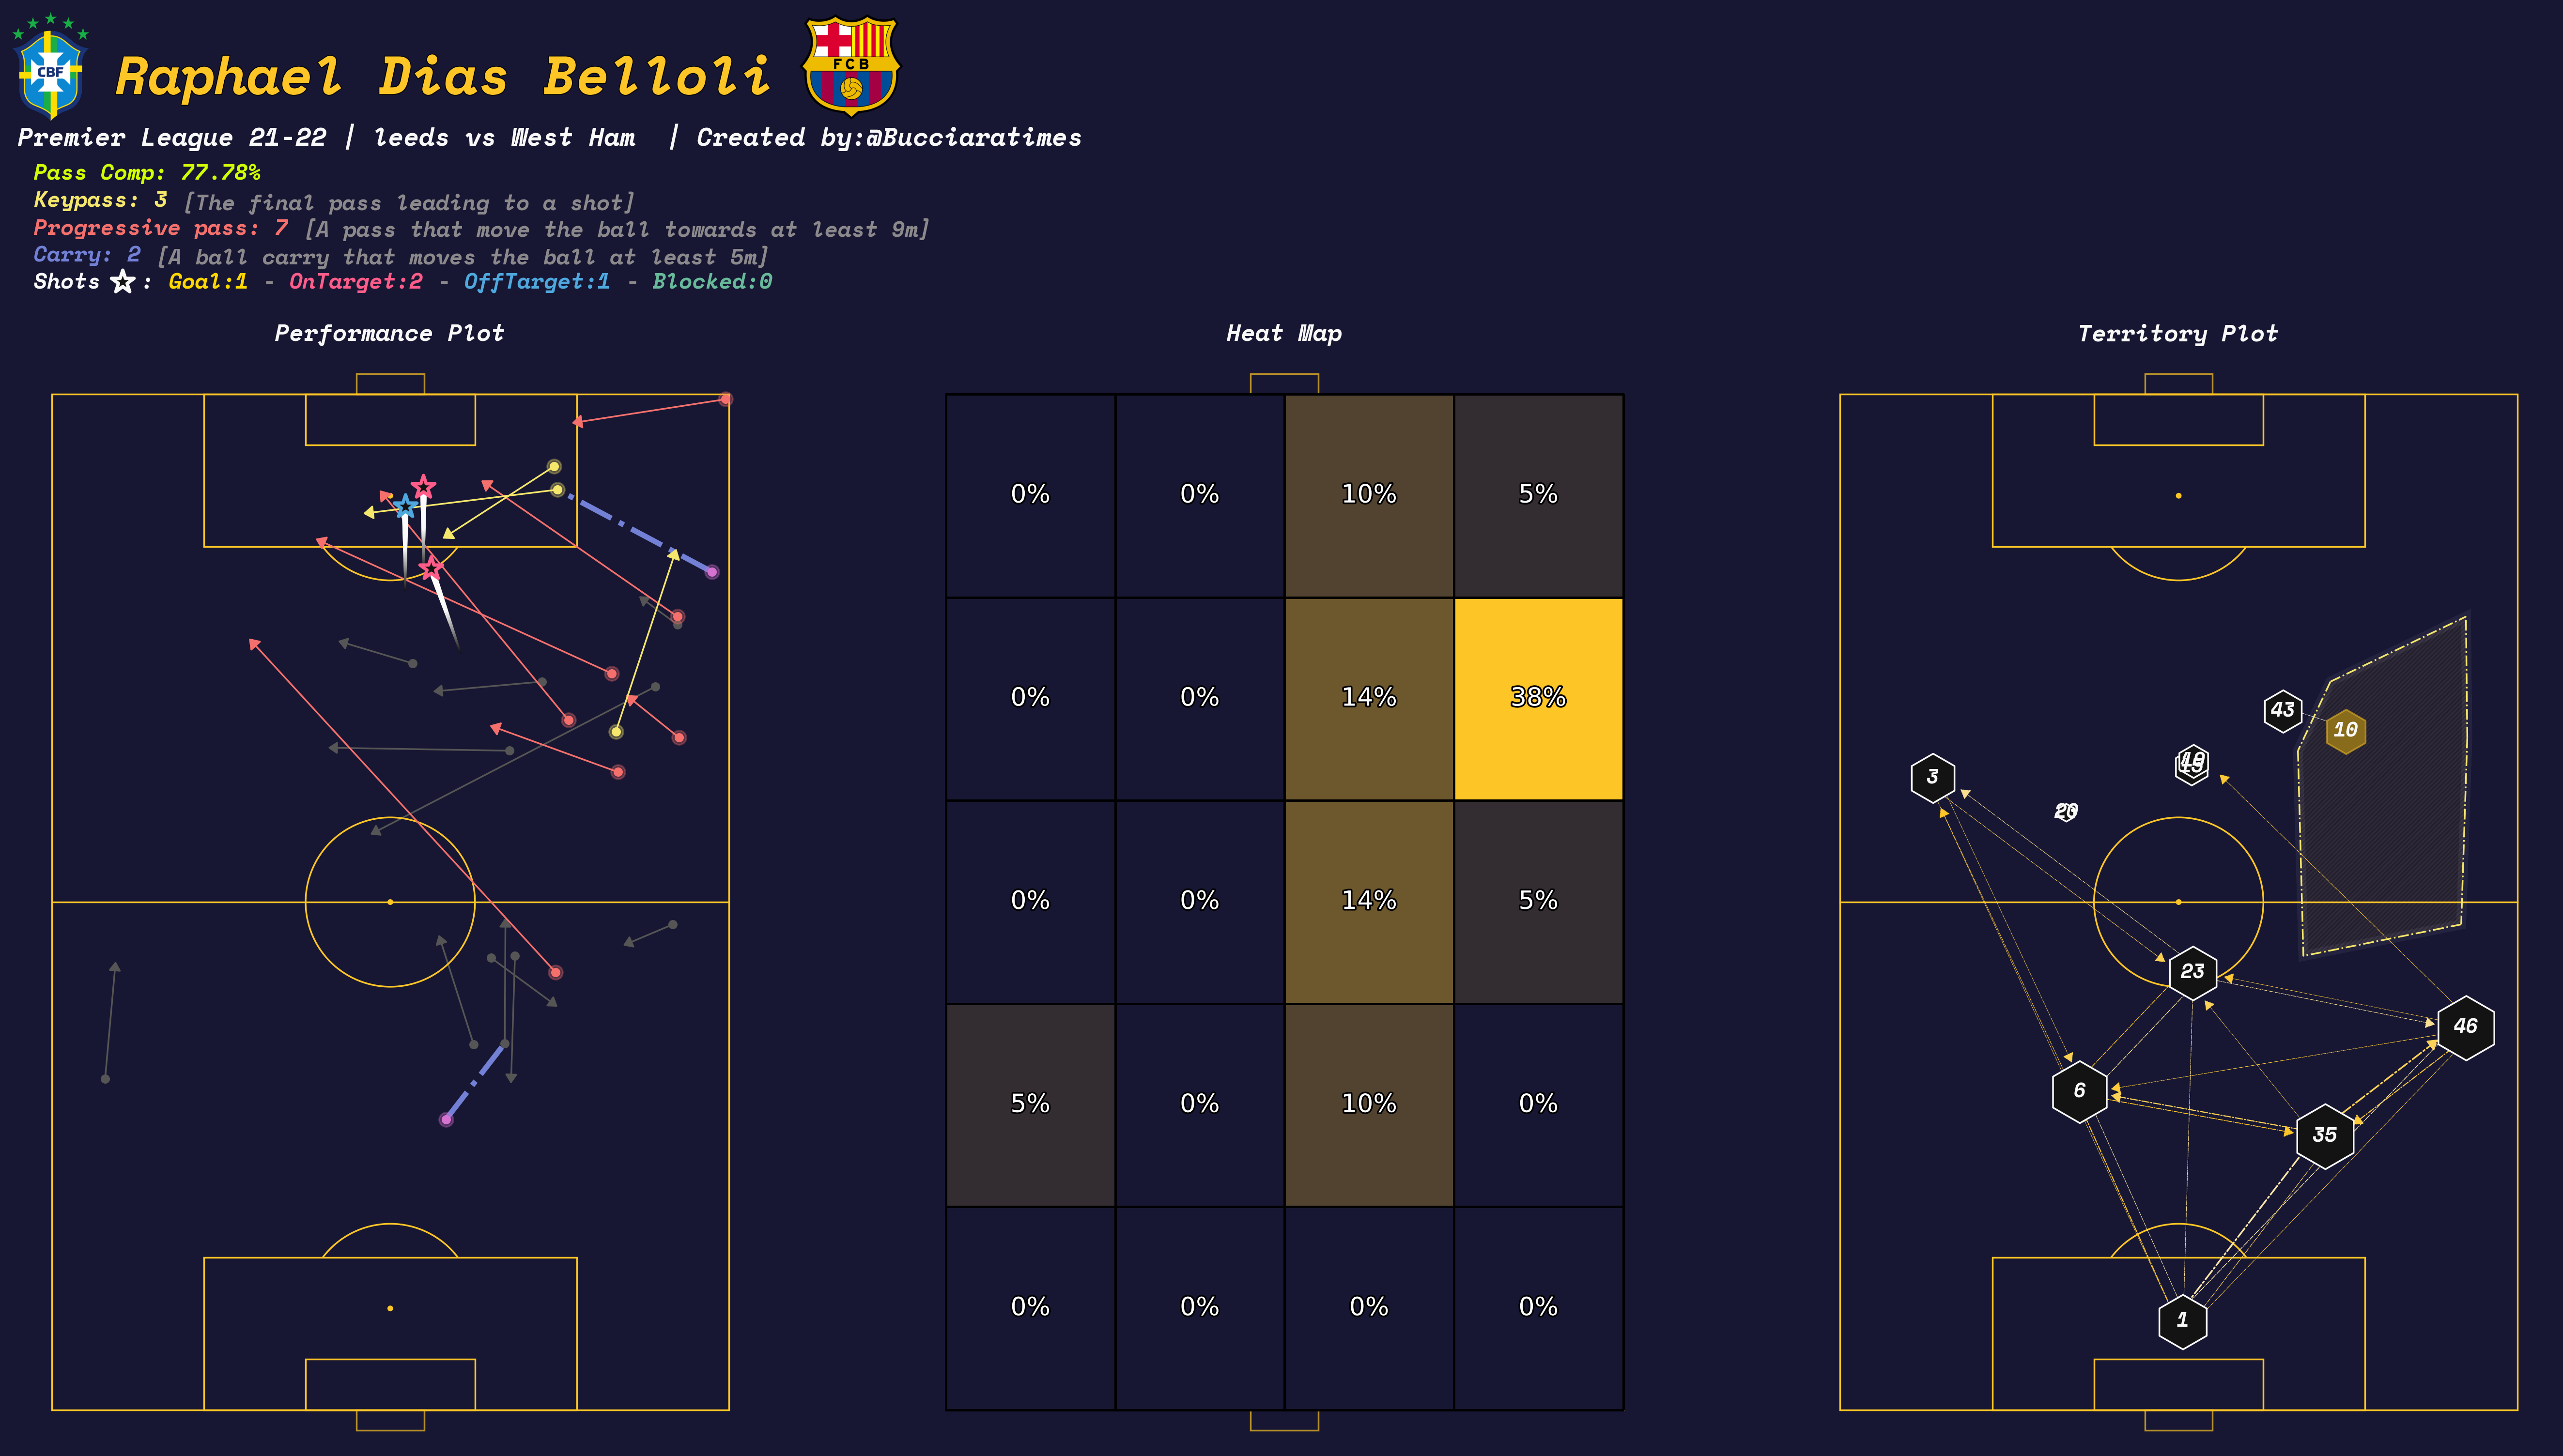 CBF
Raphael Dias Belloli
FCB
Premier League 21-22 | leeds vs West Ham | Created by:@Bucciaratimes
Pass Comp: 77.78%
Keypass: 3 [The final pass leading to a shot]
Progressive pass: 7 [A pass that move the ball towards at least 9m]
Carry: 2 [A ball carry that moves the ball at least 5m]
Shots : Goal:1 - OnTarget:2 - OffTarget:1 - Blocked:0
Performance Plot
Heat Map
Territory Plot
0% 0% 10% 5%
0% 0% 14% 38%
0% 0% 14% 5%
5% 0% 10% 0%
0% 0% 0% 0%
43
10
3
23
46
6
35
1